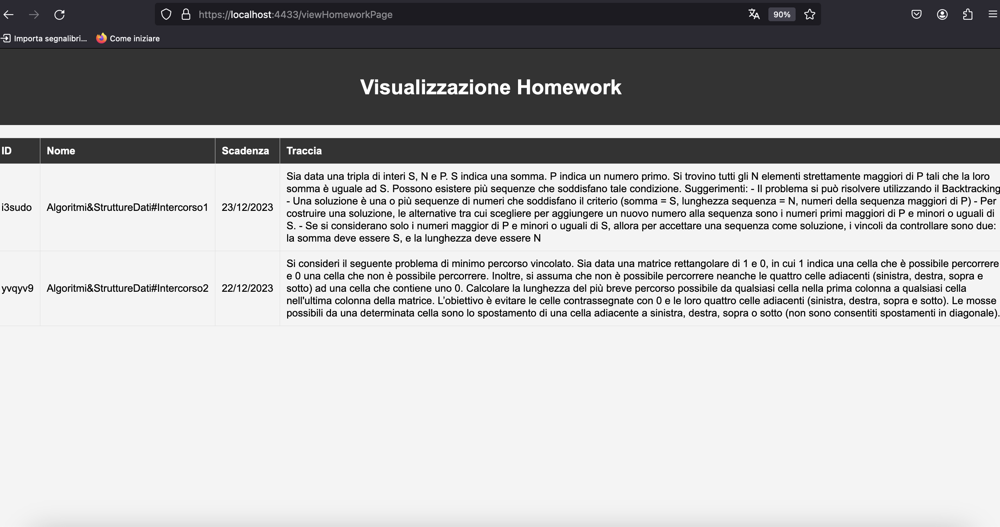 https://localhost:4433/viewHomeworkPage
90%
Importa segnalibri...
Come iniziare
Visualizzazione Homework
ID
Nome
Scadenza
Traccia
i3sudo
Algoritmi&StruttureDati#Intercorso1
23/12/2023
Sia data una tripla di interi S, N e P. S indica una somma. P indica un numero primo. Si trovino tutti gli N elementi strettamente maggiori di P tali che la loro
somma è uguale ad S. Possono esistere più sequenze che soddisfano tale condizione. Suggerimenti: - Il problema si può risolvere utilizzando il Backtracking
- Una soluzione è una o più sequenze di numeri che soddisfano il criterio (somma = S, lunghezza sequenza = N, numeri della sequenza maggiori di P) - Per
costruire una soluzione, le alternative tra cui scegliere per aggiungere un nuovo numero alla sequenza sono i numeri primi maggiori di P e minori o uguali di
S. - Se si considerano solo i numeri maggior di P e minori o uguali di S, allora per accettare una sequenza come soluzione, i vincoli da controllare sono due:
la somma deve essere S, e la lunghezza deve essere N
yvqyv9
Algoritmi&StruttureDati#Intercorso2
22/12/2023
Si consideri il seguente problema di minimo percorso vincolato. Sia data una matrice rettangolare di 1 e 0, in cui 1 indica una cella che è possibile percorrere
e 0 una cella che non è possibile percorrere. Inoltre, si assuma che non è possibile percorrere neanche le quattro celle adiacenti (sinistra, destra, sopra e
sotto) ad una cella che contiene uno 0. Calcolare la lunghezza del più breve percorso possibile da qualsiasi cella nella prima colonna a qualsiasi cella
nell'ultima colonna della matrice. L’obiettivo è evitare le celle contrassegnate con 0 e le loro quattro celle adiacenti (sinistra, destra, sopra e sotto). Le mosse
possibili da una determinata cella sono lo spostamento di una cella adiacente a sinistra, destra, sopra o sotto (non sono consentiti spostamenti in diagonale).